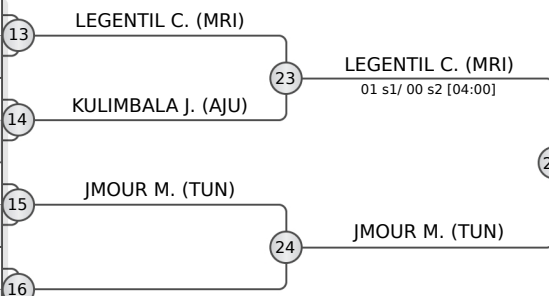 LEGENTIL C. (MRI)
13
LEGENTIL C. (MRI)
23
01 s1/ 00 s2 [04:00]
KULIMBALA J. (AJU)
14
JMOUR M. (TUN)
15
JMOUR M. (TUN)
24
16